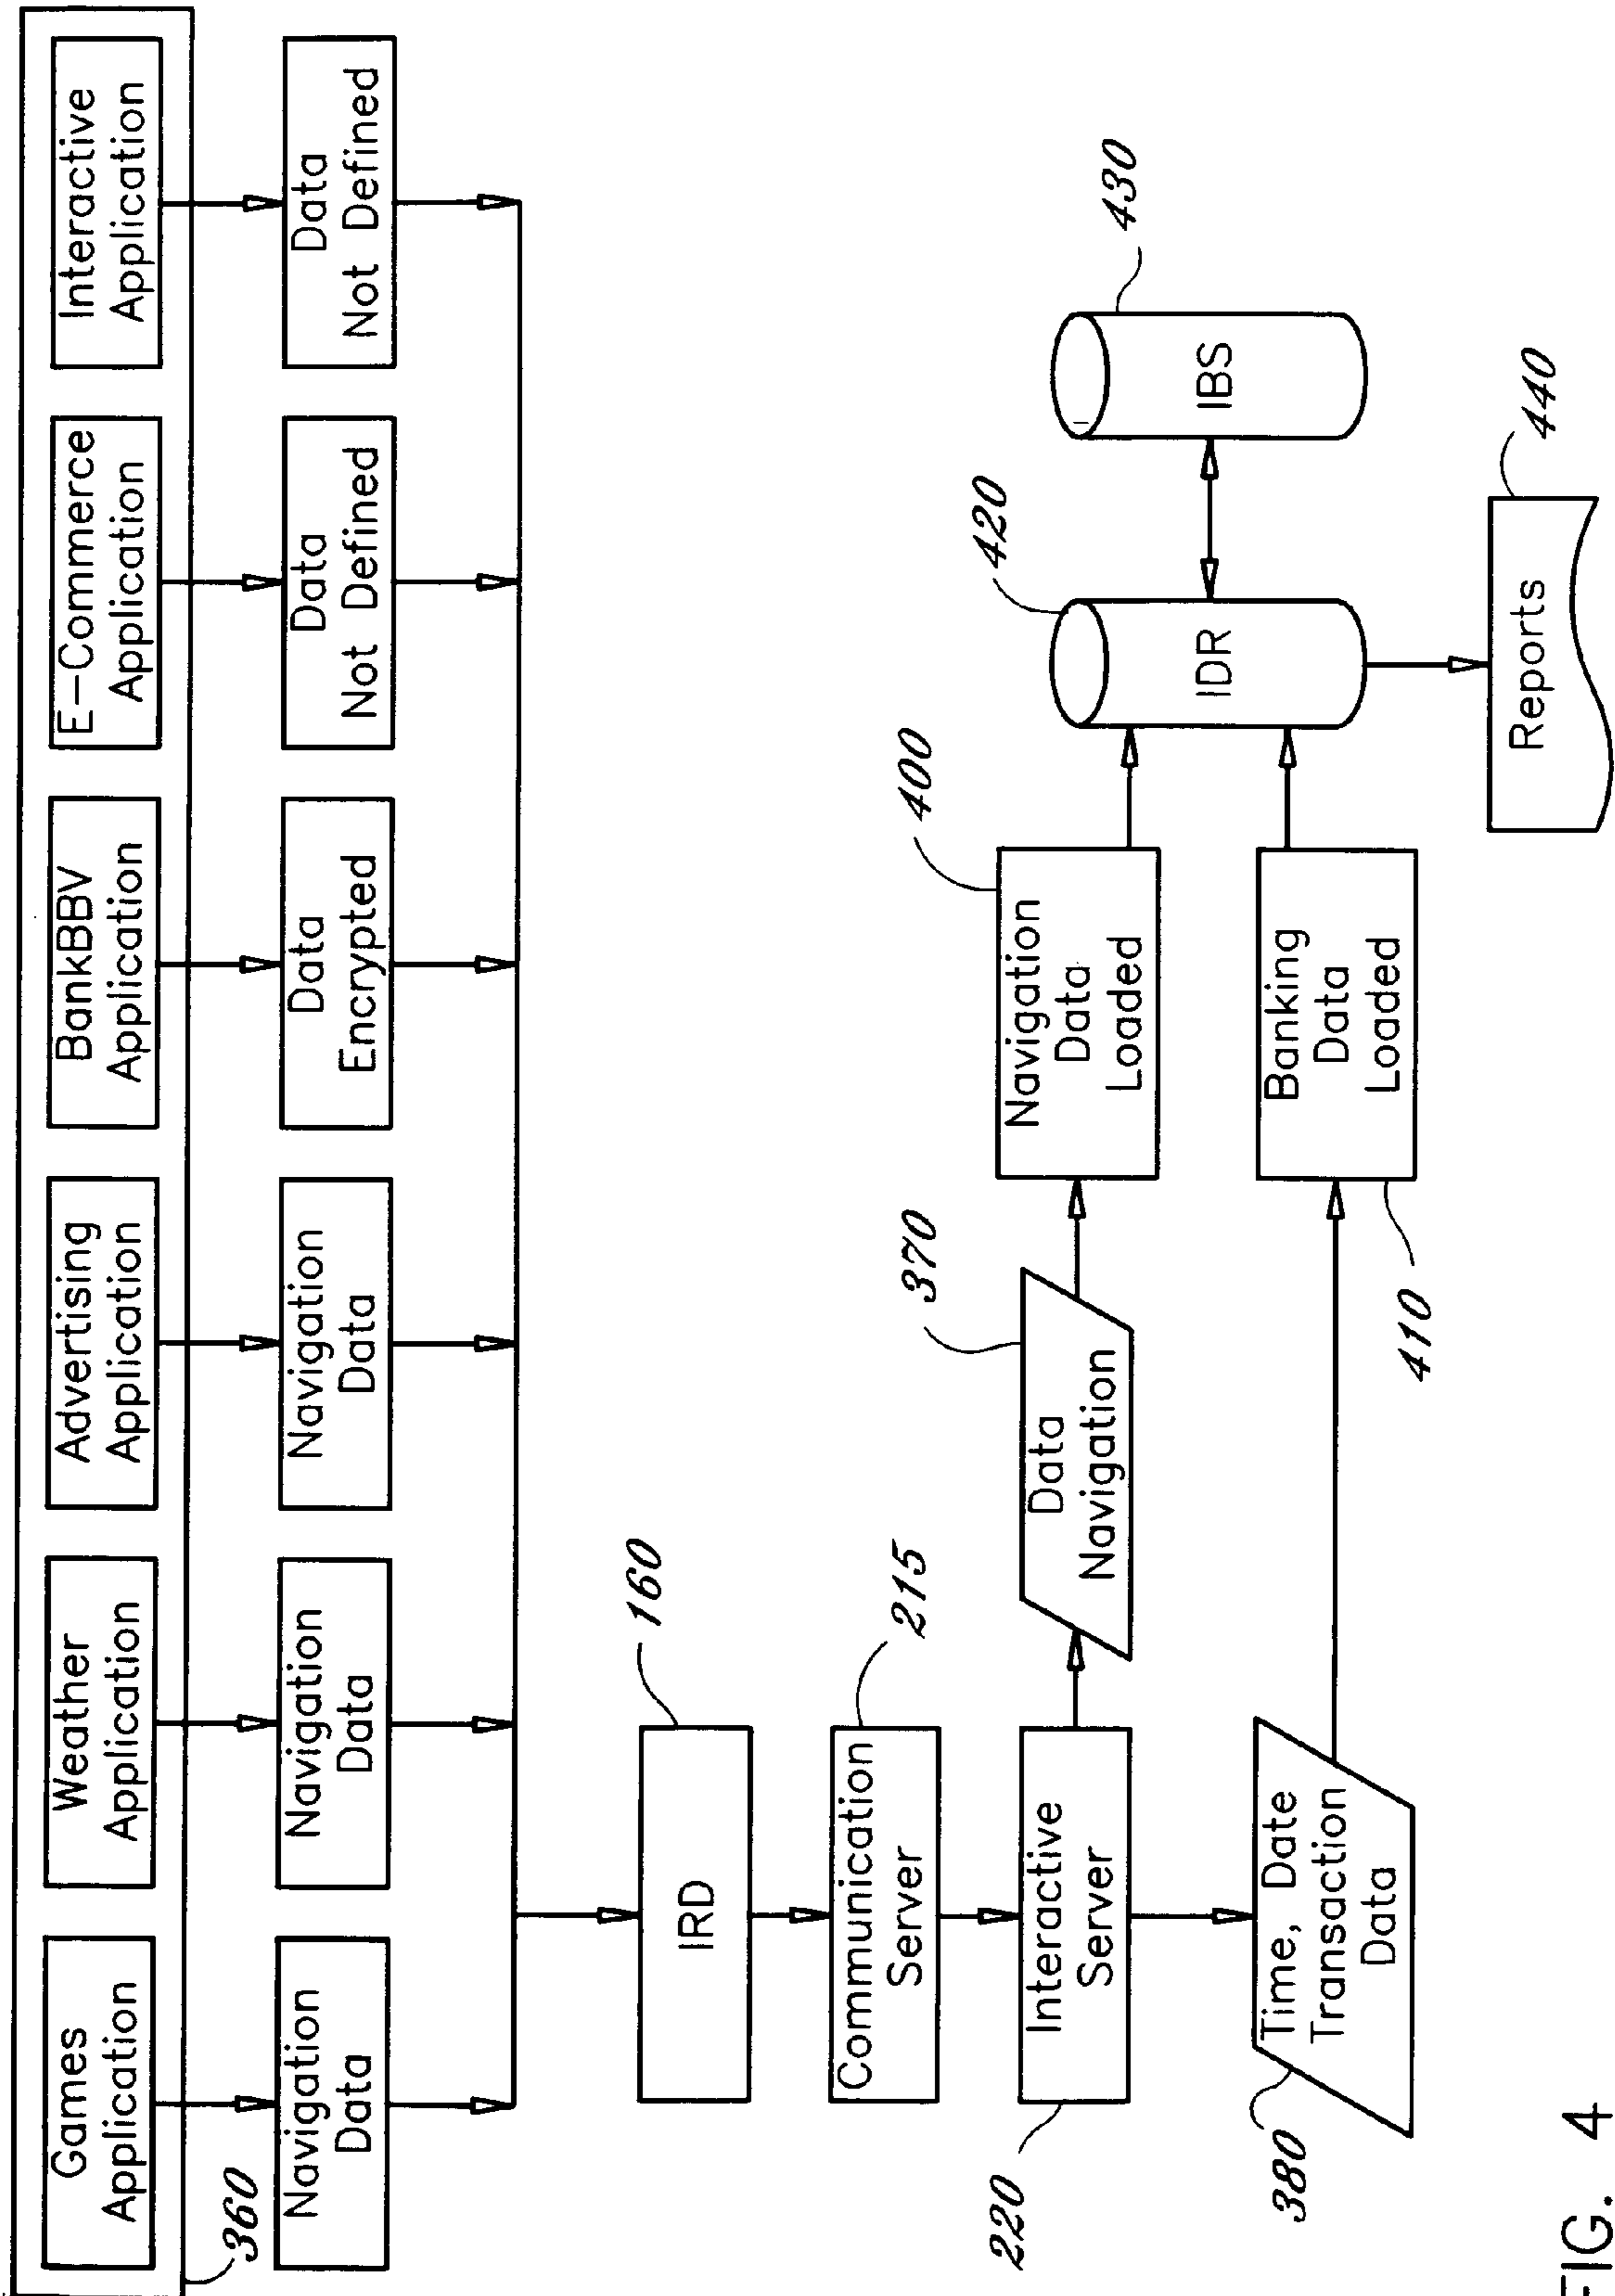 Games
Application
Weather
Application
Advertising
Application
BankBBV
Application
E-Commerce
Application
Interactive
Application
360
Navigation
Data
Navigation
Data
Navigation
Data
Data
Encrypted
Data
Not Defined
Data
Not Defined
IRD
160
Communication
Server
215
Interactive
Server
220
Data
Navigation
370
Navigation
Data
Loaded
400
Time, Date
Transaction
Data
380
Banking
Data
Loaded
410
IDR
420
IBS
430
Reports
440
FIG. 4